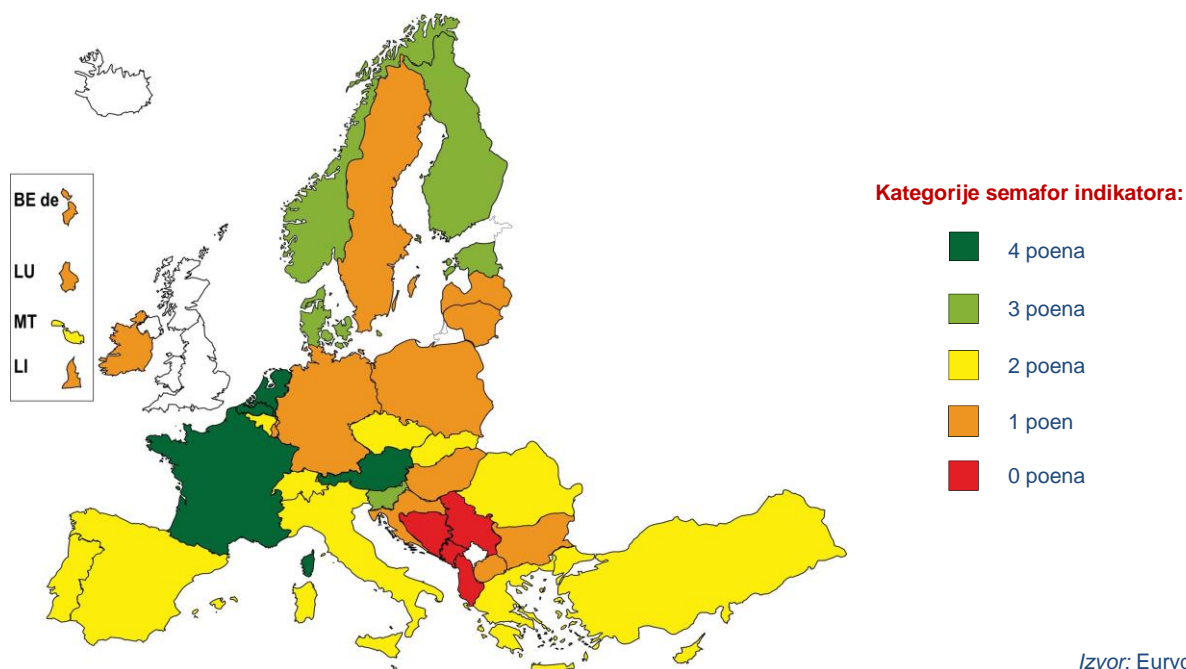 BE de
LU
MT
LI
Kategorije semafor indikatora:
4 poena
3 poena
2 poena
1 poen
0 poena
Izvor: Eurvo